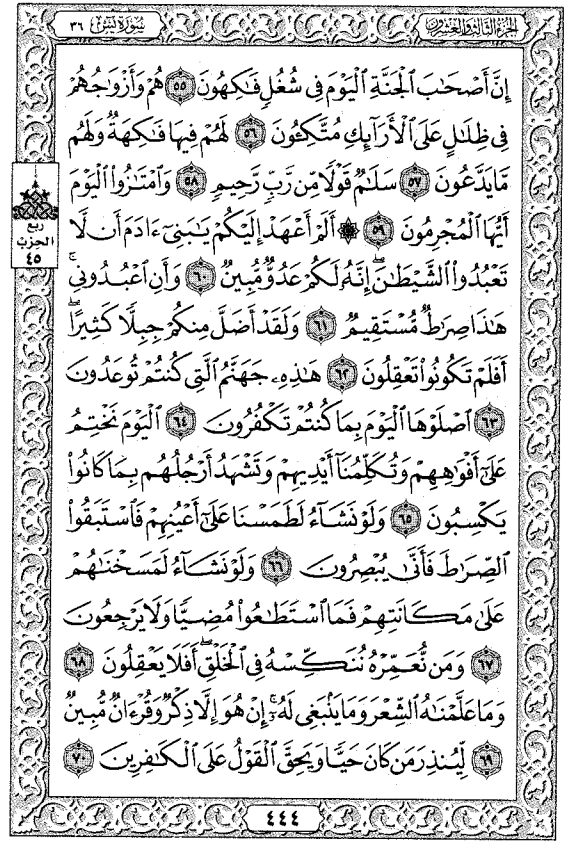 سُورَةُ يسٓ ٣٦
الجزء الثالث والعشرون
إِنَّ أَصْحَٰبَ ٱلْجَنَّةِ ٱلْيَوْمَ فِى شُغُلٍ فَٰكِهُونَ ٥٥ هُمْ وَأَزْوَٰجُهُمْ
فِى ظِلَٰلٍ عَلَى ٱلْأَرَآئِكِ مُتَّكِـُٔونَ ٥٦ لَهُمْ فِيهَا فَٰكِهَةٌ وَلَهُم
مَّا يَدَّعُونَ ٥٧ سَلَٰمٌ قَوْلًا مِّن رَّبٍّ رَّحِيمٍ ٥٨ وَٱمْتَٰزُوا۟ ٱلْيَوْمَ
أَيُّهَا ٱلْمُجْرِمُونَ ٥٩ ۞ أَلَمْ أَعْهَدْ إِلَيْكُمْ يَٰبَنِىٓ ءَادَمَ أَن لَّا
تَعْبُدُوا۟ ٱلشَّيْطَٰنَ ۖ إِنَّهُۥ لَكُمْ عَدُوٌّ مُّبِينٌ ٦٠ وَأَنِ ٱعْبُدُونِى ۚ
هَٰذَا صِرَٰطٌ مُّسْتَقِيمٌ ٦١ وَلَقَدْ أَضَلَّ مِنكُمْ جِبِلًّا كَثِيرًا ۖ
أَفَلَمْ تَكُونُوا۟ تَعْقِلُونَ ٦٢ هَٰذِهِۦ جَهَنَّمُ ٱلَّتِى كُنتُمْ تُوعَدُونَ
٦٣ ٱصْلَوْهَا ٱلْيَوْمَ بِمَا كُنتُمْ تَكْفُرُونَ ٦٤ ٱلْيَوْمَ نَخْتِمُ
عَلَىٰٓ أَفْوَٰهِهِمْ وَتُكَلِّمُنَآ أَيْدِيهِمْ وَتَشْهَدُ أَرْجُلُهُم بِمَا كَانُوا۟
يَكْسِبُونَ ٦٥ وَلَوْ نَشَآءُ لَطَمَسْنَا عَلَىٰٓ أَعْيُنِهِمْ فَٱسْتَبَقُوا۟
ٱلصِّرَٰطَ فَأَنَّىٰ يُبْصِرُونَ ٦٦ وَلَوْ نَشَآءُ لَمَسَخْنَٰهُمْ
عَلَىٰ مَكَانَتِهِمْ فَمَا ٱسْتَطَٰعُوا۟ مُضِيًّا وَلَا يَرْجِعُونَ
٦٧ وَمَن نُّعَمِّرْهُ نُنَكِّسْهُ فِى ٱلْخَلْقِ ۖ أَفَلَا يَعْقِلُونَ ٦٨
وَمَا عَلَّمْنَٰهُ ٱلشِّعْرَ وَمَا يَنۢبَغِى لَهُۥٓ ۚ إِنْ هُوَ إِلَّا ذِكْرٌ وَقُرْءَانٌ مُّبِينٌ
٦٩ لِّيُنذِرَ مَن كَانَ حَيًّا وَيَحِقَّ ٱلْقَوْلُ عَلَى ٱلْكَٰفِرِينَ ٧٠
ربع
الحزب
٤٥
٤٤٤